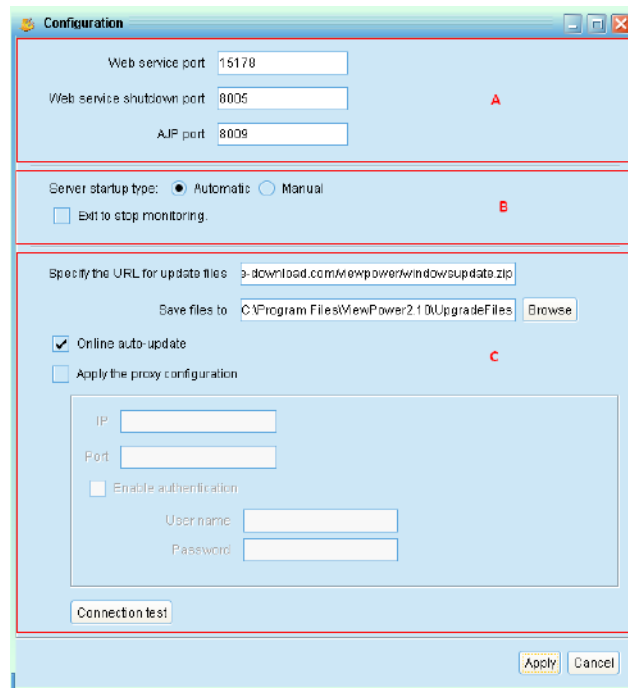 Configuration
Web service port 15178
Web service shutdown port 8005
AJP port 8009
A
Server startup type: Automatic Manual
Exit to stop monitoring.
B
Specify the URL for update files e-download.com/viewpower/windowsupdate.zip
Save files to C:\Program Files\ViewPower2.10\UpgradeFiles Browse
Online auto-update
C
Apply the proxy configuration
IP
Port
Enable authentication
User name
Password
Connection test
Apply Cancel